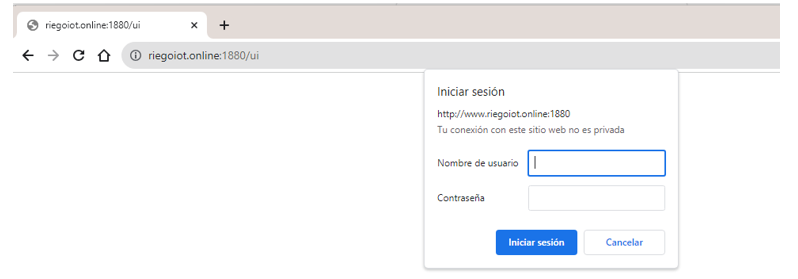 riegoiot.online:1880/ui
riegoiot.online:1880/ui
Iniciar sesión
http://www.riegoiot.online:1880
Tu conexión con este sitio web no es privada
Nombre de usuario
Contraseña
Iniciar sesión Cancelar